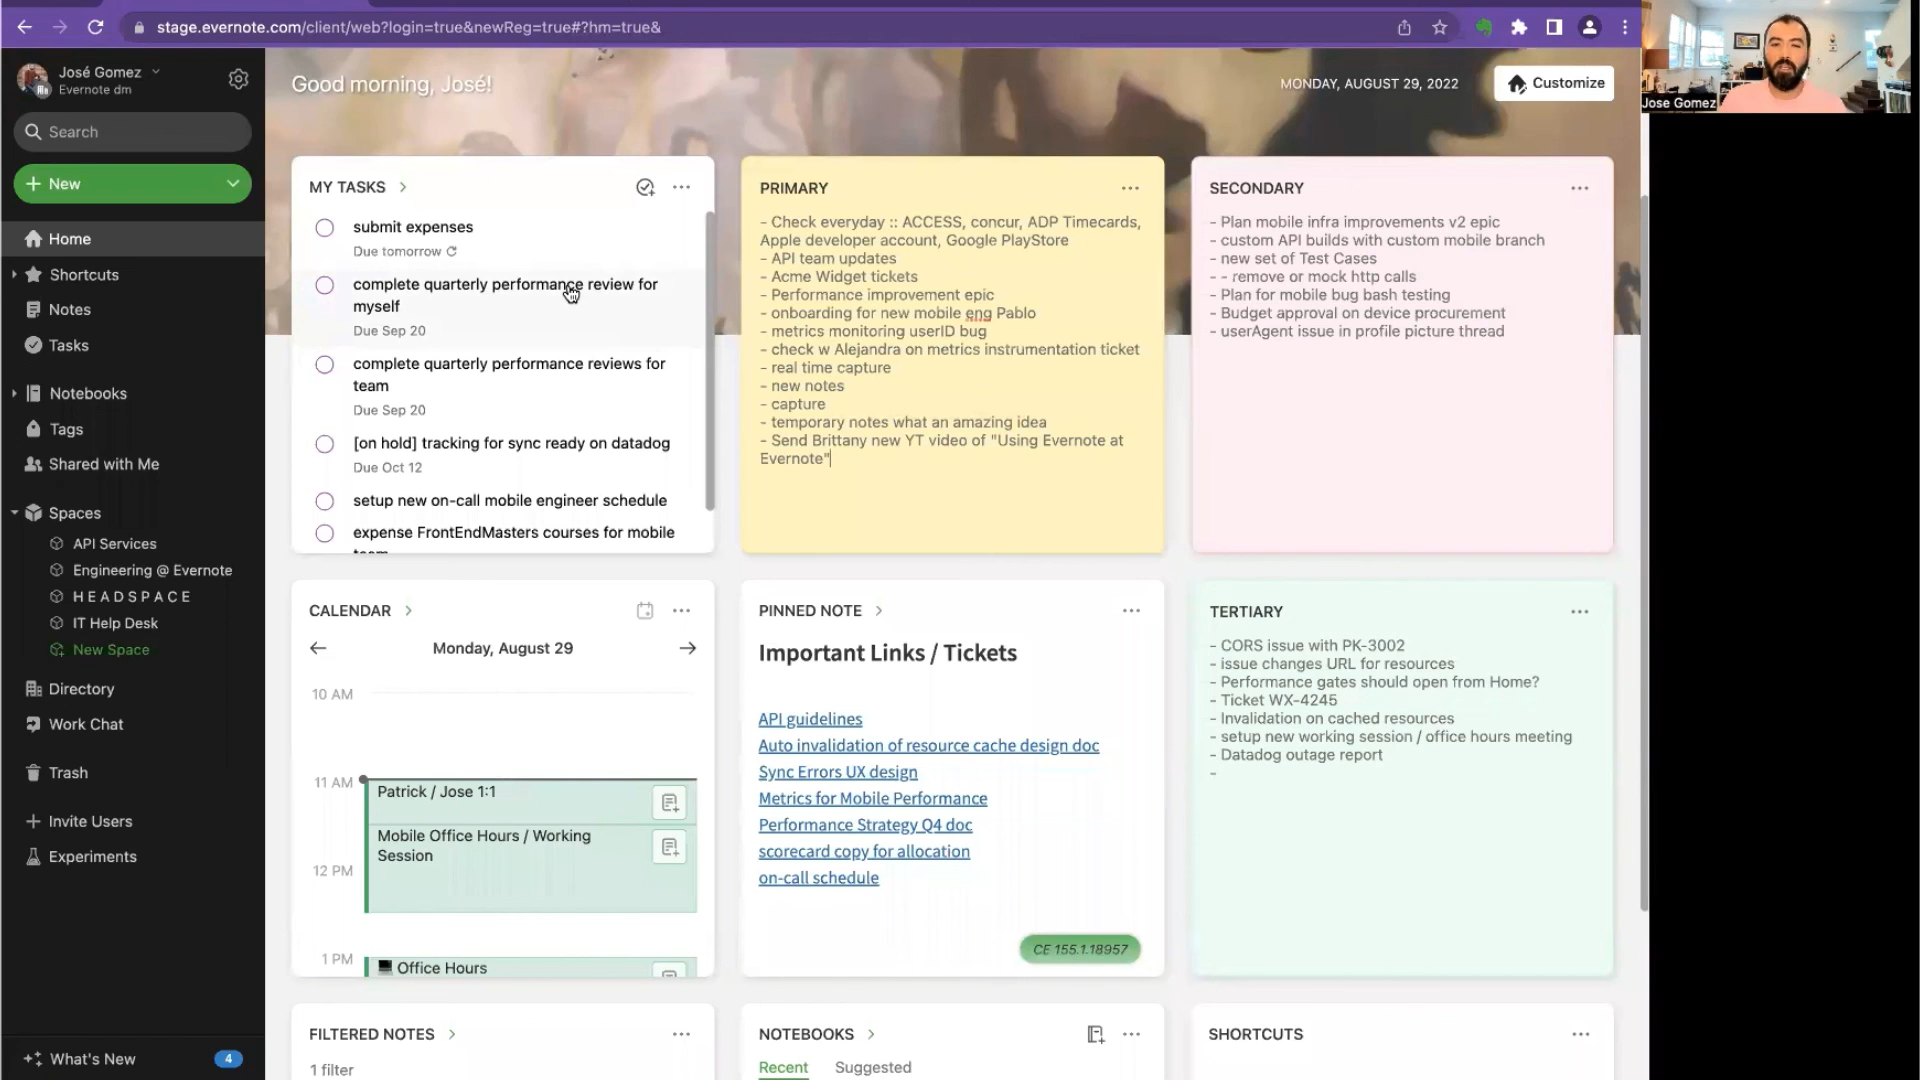 stage.evernote.com/client/web?login=true&newReg=true#?hm=true&
José Gomez
Evernote dm
Search
New
Home
Shortcuts
Notes
Tasks
Notebooks
Tags
Shared with Me
Spaces
API Services
Engineering @ Evernote
H E A D S P A C E
IT Help Desk
New Space
Directory
Work Chat
Trash
Invite Users
Experiments
What's New
4
Good morning, José!
MONDAY, AUGUST 29, 2022
Customize
Jose Gomez
MY TASKS
submit expenses
Due tomorrow
complete quarterly performance review for
myself
Due Sep 20
complete quarterly performance reviews for
team
Due Sep 20
[on hold] tracking for sync ready on datadog
Due Oct 12
setup new on-call mobile engineer schedule
expense FrontEndMasters courses for mobile
team
PRIMARY
- Check everyday :: ACCESS, concur, ADP Timecards,
Apple developer account, Google PlayStore
- API team updates
- Acme Widget tickets
- Performance improvement epic
- onboarding for new mobile eng Pablo
- metrics monitoring userID bug
- check w Alejandra on metrics instrumentation ticket
- real time capture
- new notes
- capture
- temporary notes what an amazing idea
- Send Brittany new YT video of "Using Evernote at
Evernote"
SECONDARY
- Plan mobile infra improvements v2 epic
- custom API builds with custom mobile branch
- new set of Test Cases
- - remove or mock http calls
- Plan for mobile bug bash testing
- Budget approval on device procurement
- userAgent issue in profile picture thread
CALENDAR
Monday, August 29
10 AM
11 AM
Patrick / Jose 1:1
Mobile Office Hours / Working
Session
12 PM
1 PM
Office Hours
PINNED NOTE
Important Links / Tickets
API guidelines
Auto invalidation of resource cache design doc
Sync Errors UX design
Metrics for Mobile Performance
Performance Strategy Q4 doc
scorecard copy for allocation
on-call schedule
CE 155.1.18957
TERTIARY
- CORS issue with PK-3002
- issue changes URL for resources
- Performance gates should open from Home?
- Ticket WX-4245
- Invalidation on cached resources
- setup new working session / office hours meeting
- Datadog outage report
-
FILTERED NOTES
1 filter
NOTEBOOKS
Recent
Suggested
SHORTCUTS